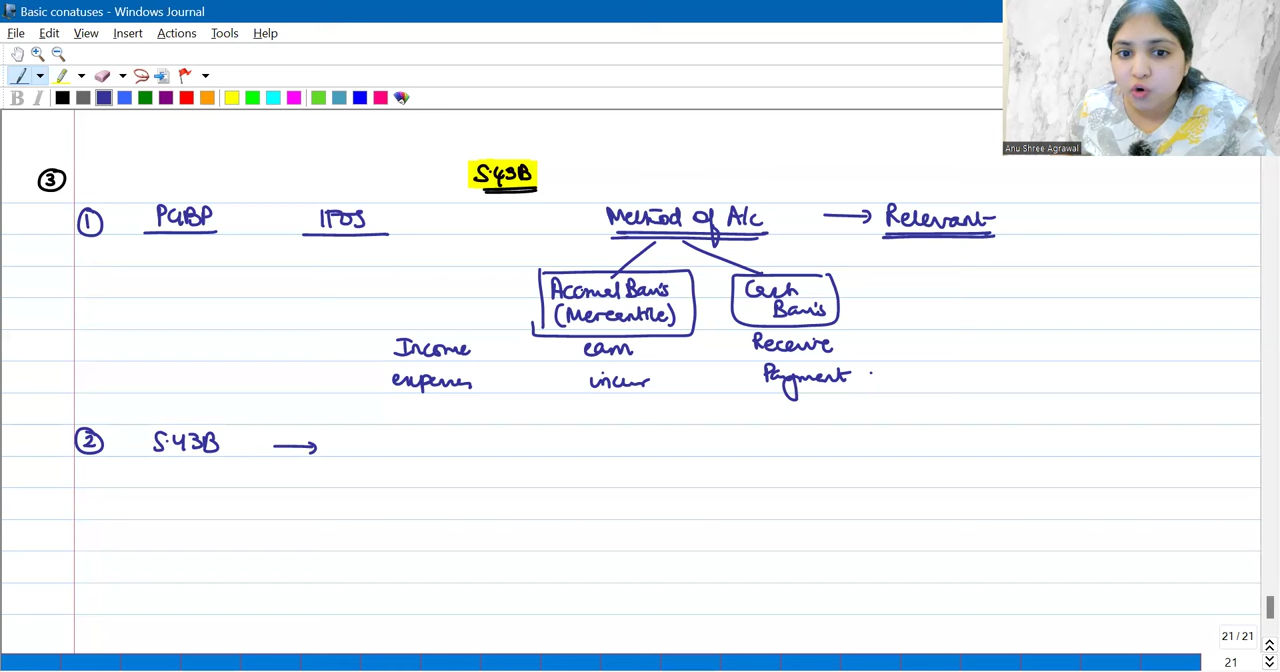 Basic conatuses - Windows Journal
File Edit View Insert Actions Tools Help
B I
Anu Shree Agrawal
③ S.43B
① PGBP IFOS Method of A/c → Relevant
Accrual Basis Cash
(Mercantile) Basis
Income earn Receive
expenses incur Payment
② S.43B →
21 / 21
21